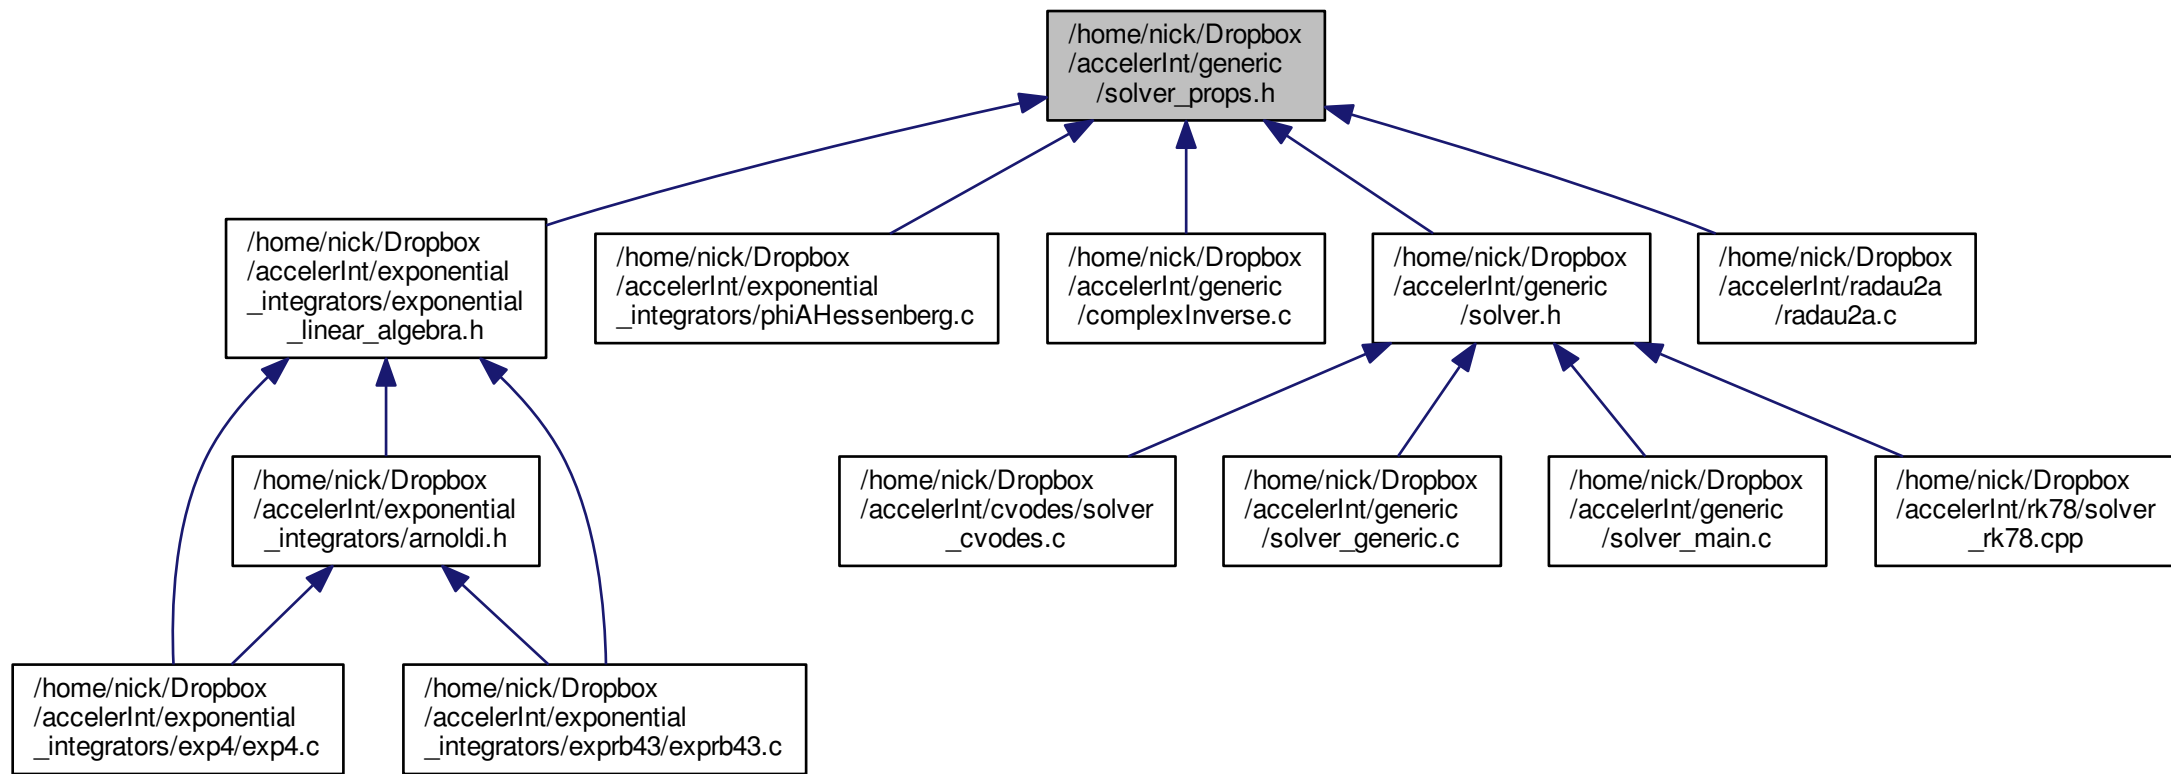 /home/nick/Dropbox
/accelerInt/generic
/solver_props.h
/home/nick/Dropbox
/accelerInt/exponential
_integrators/exponential
_linear_algebra.h
/home/nick/Dropbox
/accelerInt/exponential
_integrators/phiAHessenberg.c
/home/nick/Dropbox
/accelerInt/generic
/complexInverse.c
/home/nick/Dropbox
/accelerInt/generic
/solver.h
/home/nick/Dropbox
/accelerInt/radau2a
/radau2a.c
/home/nick/Dropbox
/accelerInt/exponential
_integrators/arnoldi.h
/home/nick/Dropbox
/accelerInt/cvodes/solver
_cvodes.c
/home/nick/Dropbox
/accelerInt/generic
/solver_generic.c
/home/nick/Dropbox
/accelerInt/generic
/solver_main.c
/home/nick/Dropbox
/accelerInt/rk78/solver
_rk78.cpp
/home/nick/Dropbox
/accelerInt/exponential
_integrators/exp4/exp4.c
/home/nick/Dropbox
/accelerInt/exponential
_integrators/exprb43/exprb43.c